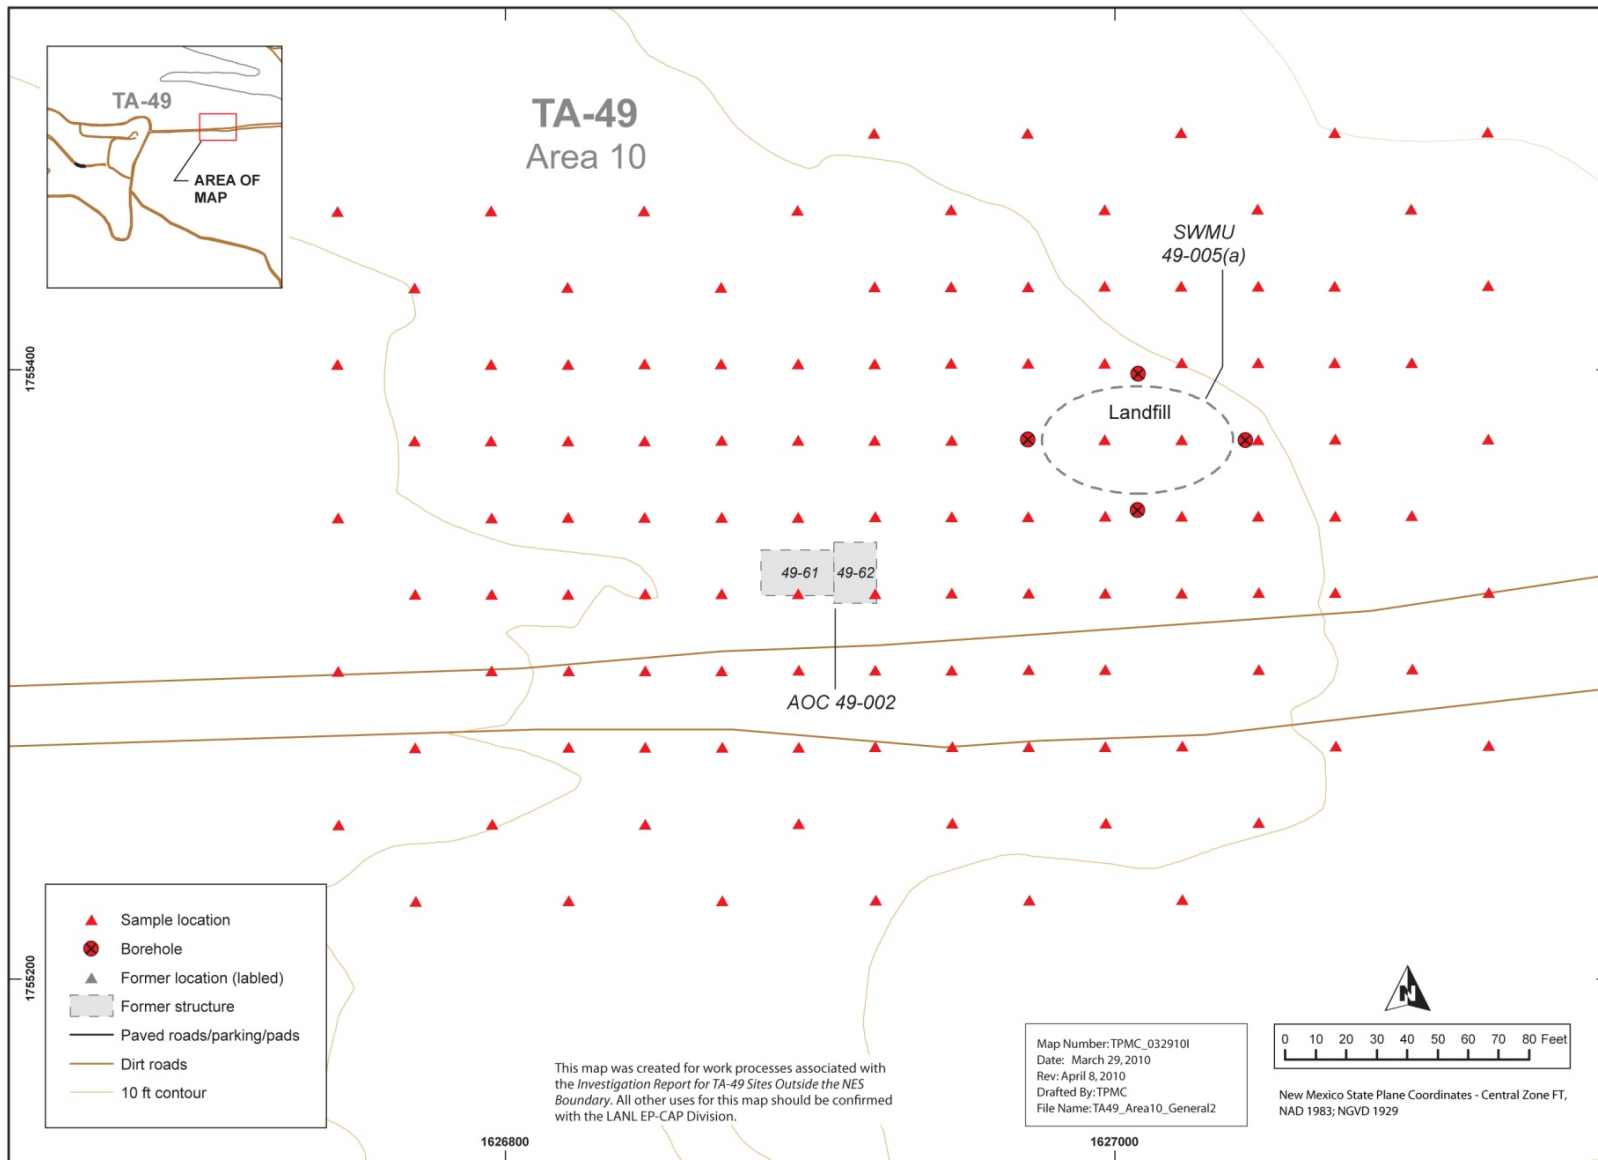 TA-49
Area 10
TA-49
AREA OF
MAP
SWMU
49-005(a)
1755400
Landfill
49-61
49-62
AOC 49-002
1755200
Sample location
Borehole
Former location (labled)
Former structure
Paved roads/parking/pads
Dirt roads
10 ft contour
This map was created for work processes associated with
the Investigation Report for TA-49 Sites Outside the NES
Boundary. All other uses for this map should be confirmed
with the LANL EP-CAP Division.
Map Number: TPMC_032910I
Date: March 29, 2010
Rev: April 8, 2010
Drafted By: TPMC
File Name: TA49_Area10_General2
N
0 10 20 30 40 50 60 70 80 Feet
New Mexico State Plane Coordinates - Central Zone FT,
NAD 1983; NGVD 1929
1626800
1627000